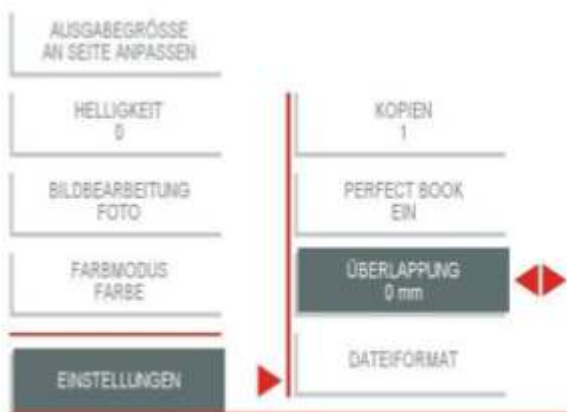 AUSGABEGRÖSSE
AN SEITE ANPASSEN
HELLIGKEIT
0
BILDBEARBEITUNG
FOTO
FARBMODUS
FARBE
EINSTELLUNGEN
KOPIEN
1
PERFECT BOOK
EIN
ÜBERLAPPUNG
0 mm
DATEIFORMAT